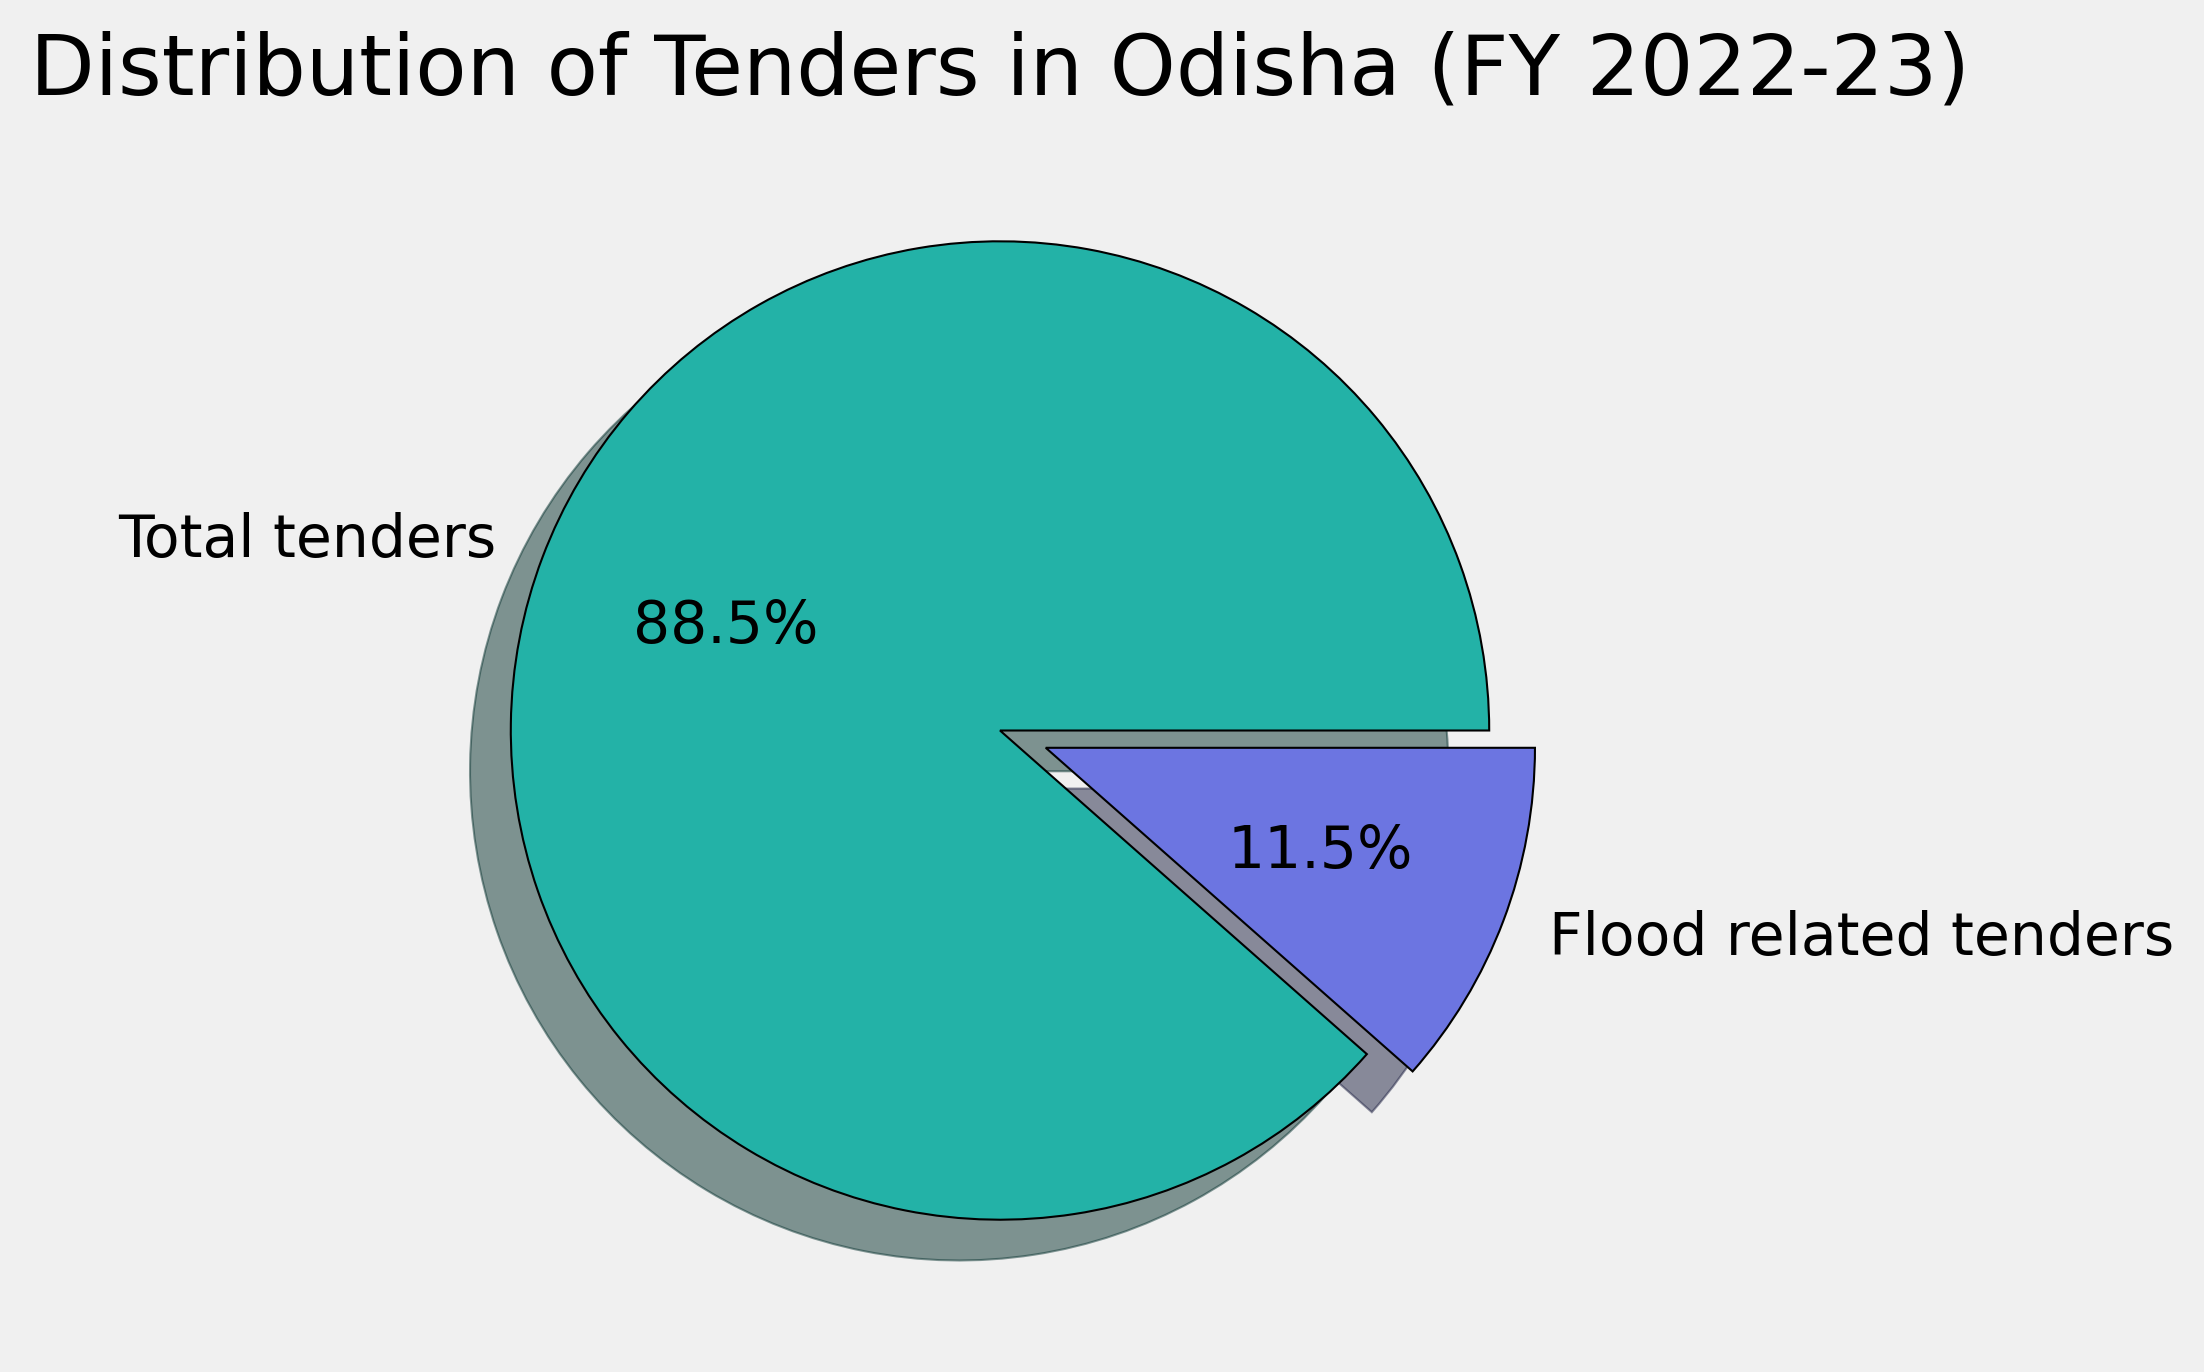 Distribution of Tenders in Odisha (FY 2022-23)
Total tenders
88.5%
11.5%
Flood related tenders